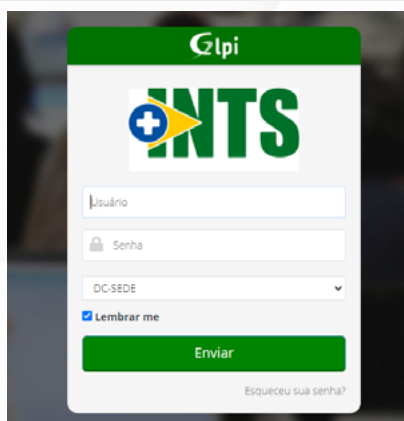 Glpi
INTS
Usuário
Senha
DC-SEDE
Lembrar me
Enviar
Esqueceu sua senha?